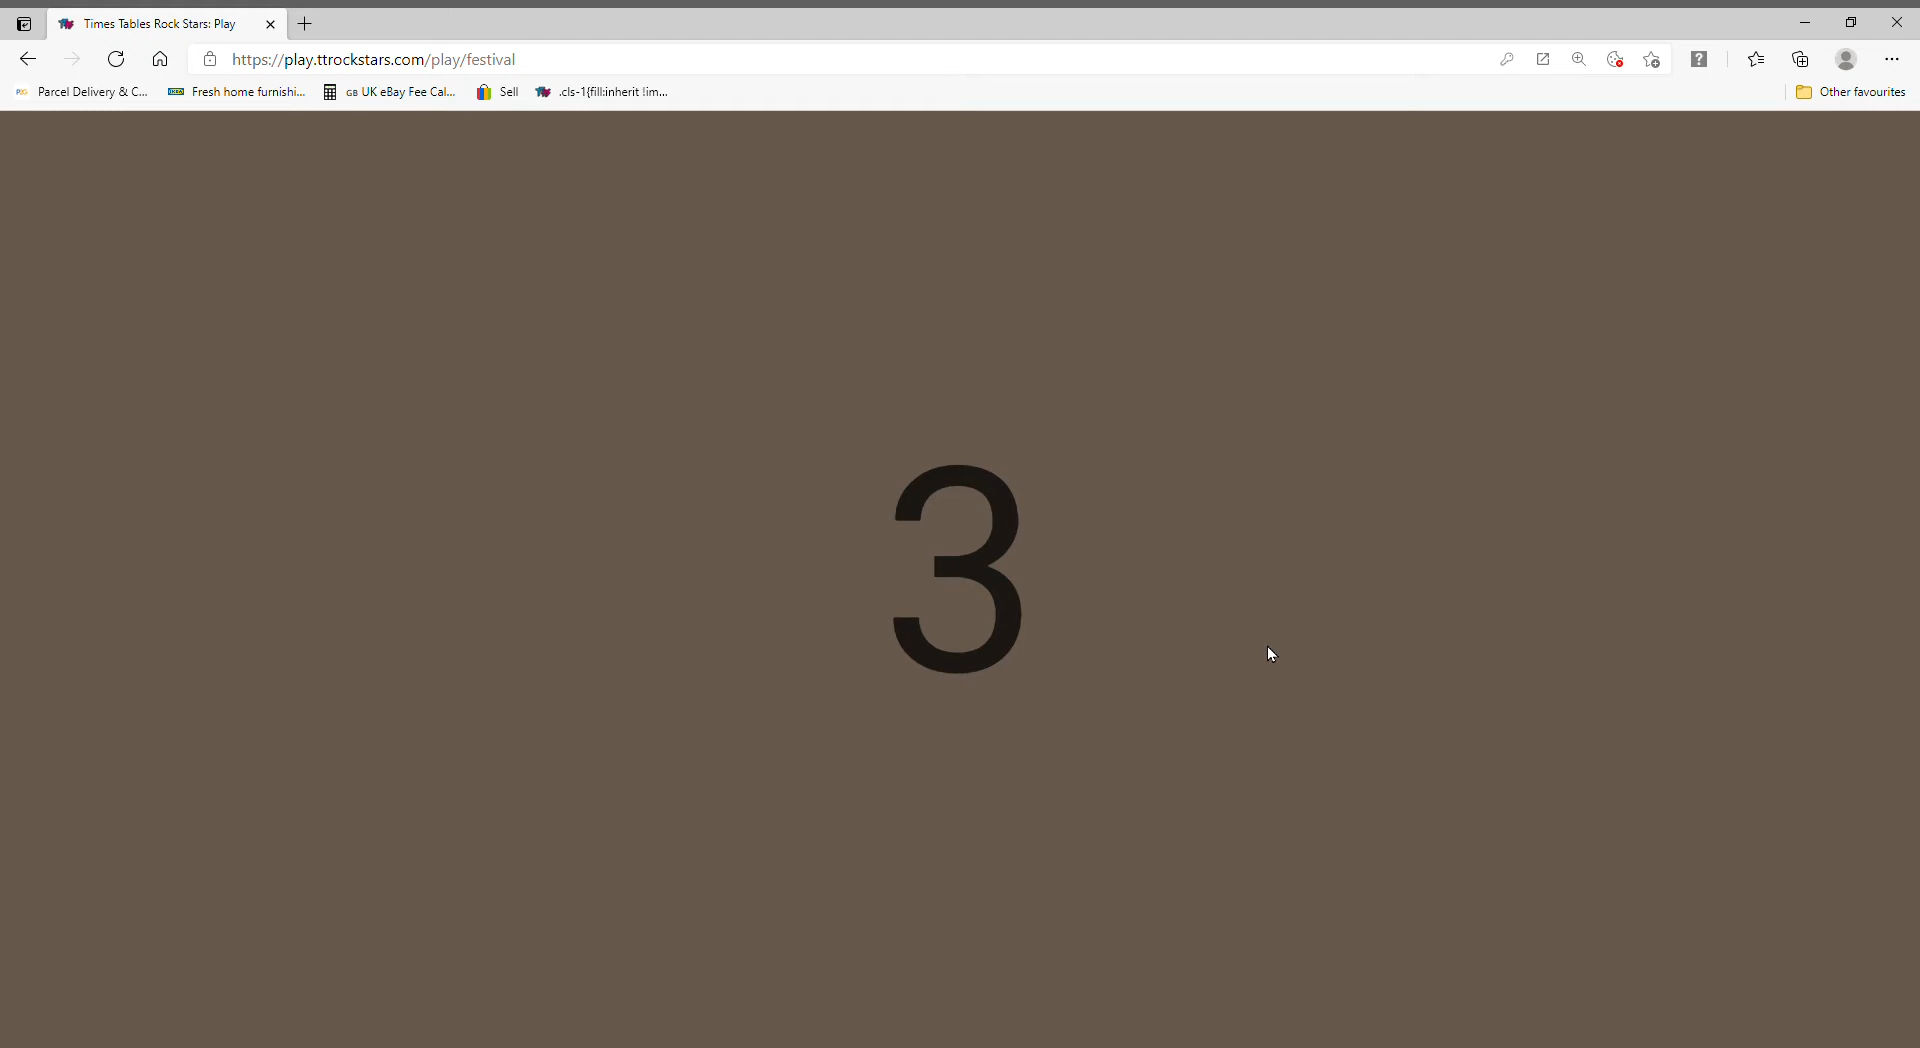 Times Tables Rock Stars: Play
https://play.ttrockstars.com/play/festival
Parcel Delivery & C... Fresh home furnishi... GB UK eBay Fee Cal... Sell .cls-1{fill:inherit !im... Other favourites
3